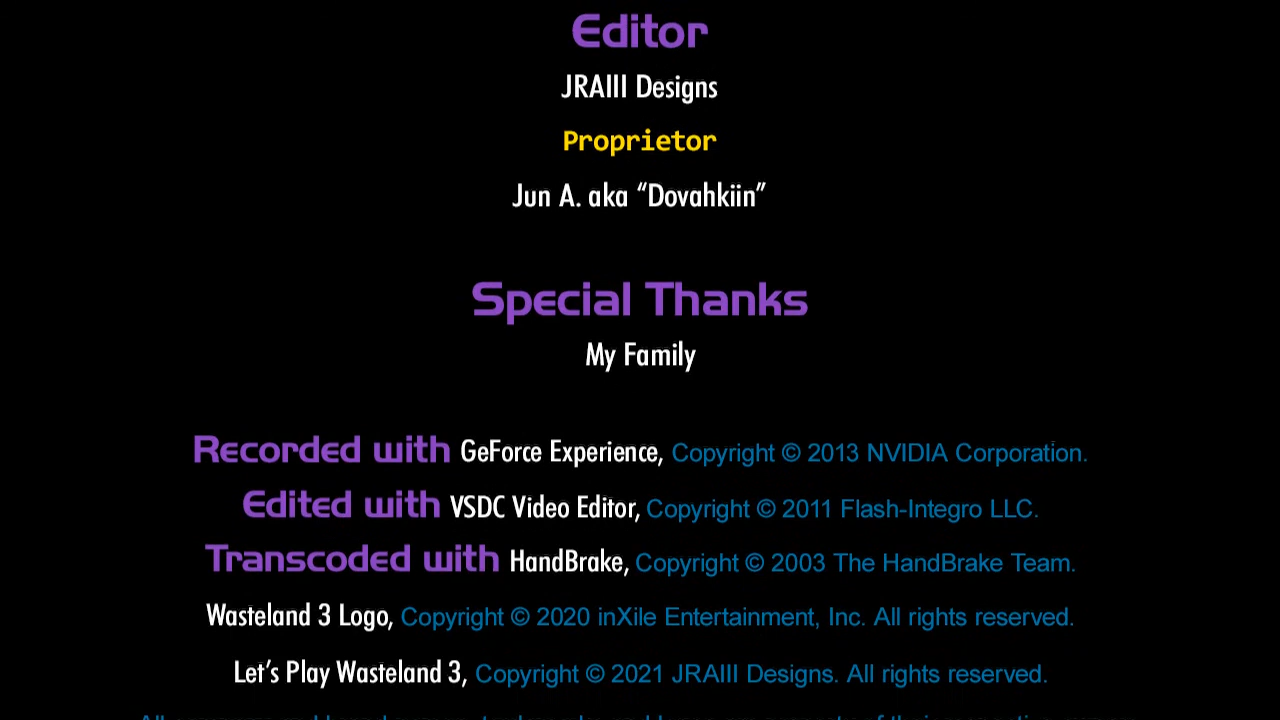 Editor
JRAIII Designs
Proprietor
Jun A. aka “Dovahkiin”
Special Thanks
My Family
Recorded with GeForce Experience, Copyright © 2013 NVIDIA Corporation.
Edited with VSDC Video Editor, Copyright © 2011 Flash-Integro LLC.
Transcoded with HandBrake, Copyright © 2003 The HandBrake Team.
Wasteland 3 Logo, Copyright © 2020 inXile Entertainment, Inc. All rights reserved.
Let’s Play Wasteland 3, Copyright © 2021 JRAIII Designs. All rights reserved.